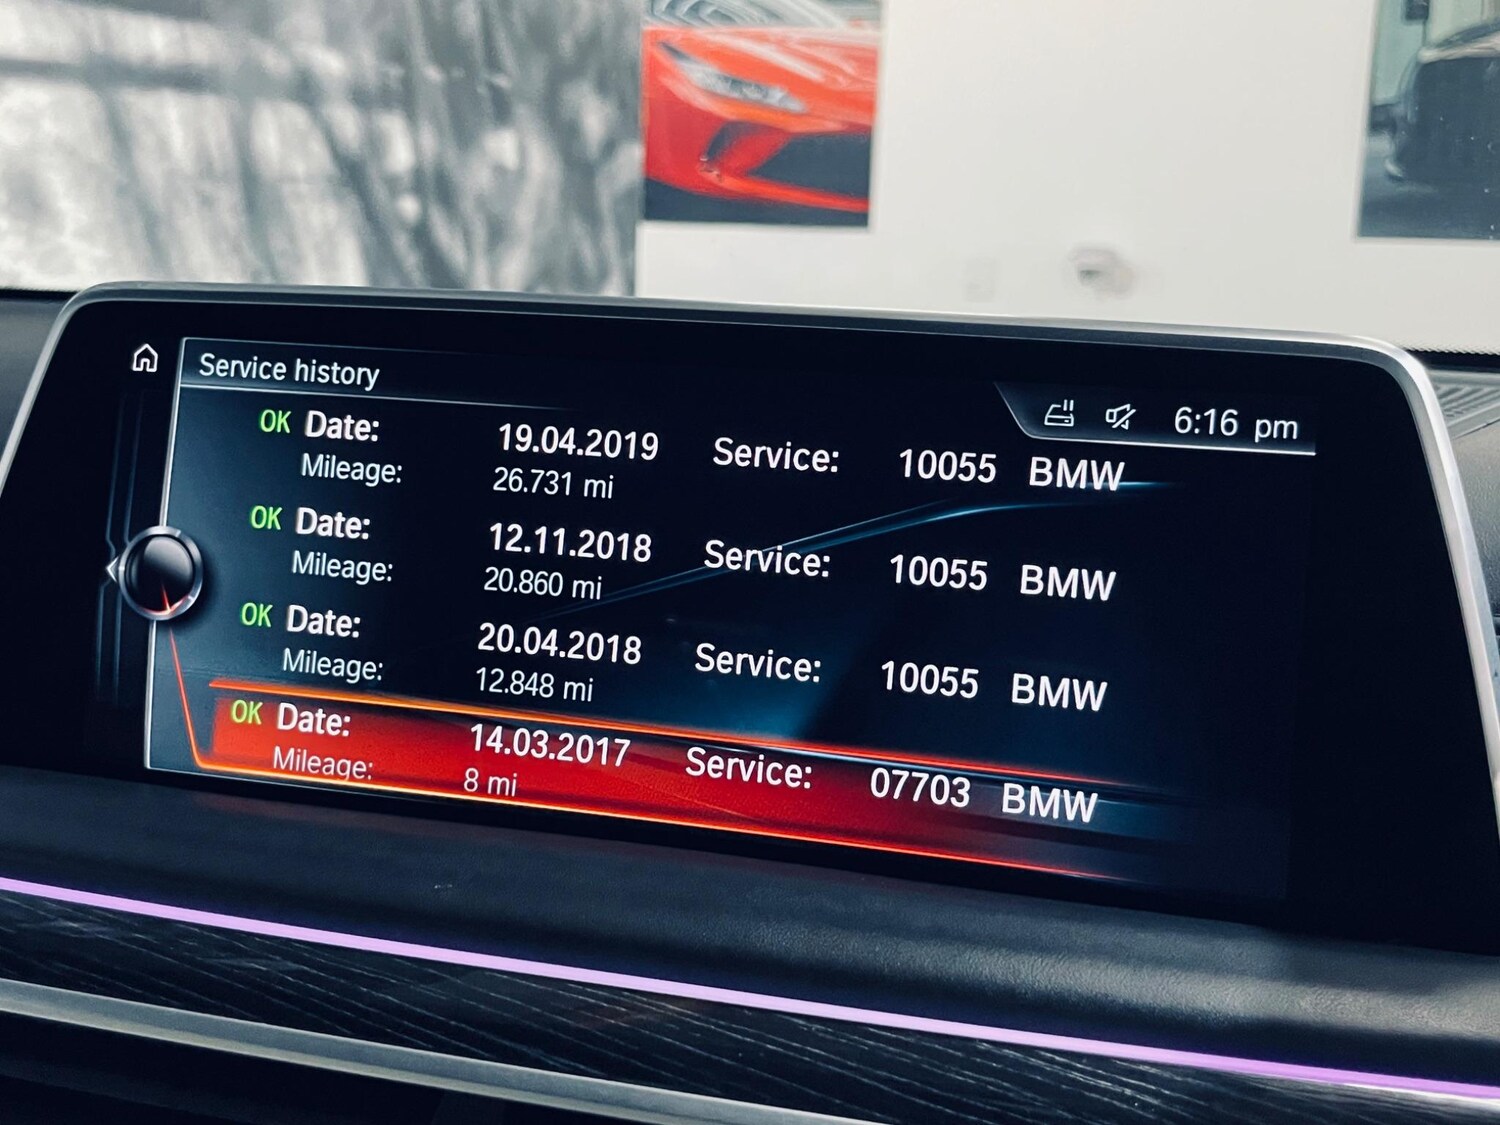 Service history
6:16 pm
OK Date: 19.04.2019 Service: 10055 BMW
Mileage: 26.731 mi
OK Date: 12.11.2018 Service: 10055 BMW
Mileage: 20.860 mi
OK Date: 20.04.2018 Service: 10055 BMW
Mileage: 12.848 mi
OK Date: 14.03.2017 Service: 07703 BMW
Mileage: 8 mi